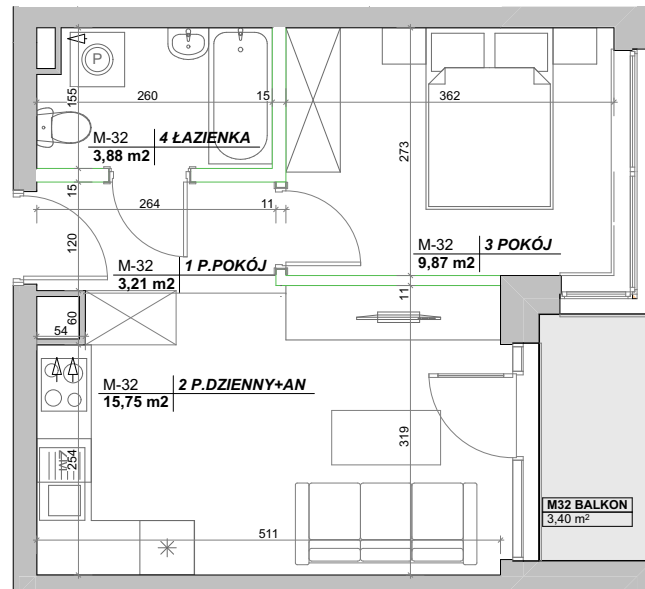 P
155
260
15
362
M-32 4 ŁAZIENKA
3,88 m2
273
15
264
11
120
M-32 3 POKÓJ
9,87 m2
M-32 1 P.POKÓJ
3,21 m2
11
60
54
M-32 2 P.DZIENNY+AN
15,75 m2
319
ZM
254
M32 BALKON
3,40 m²
511